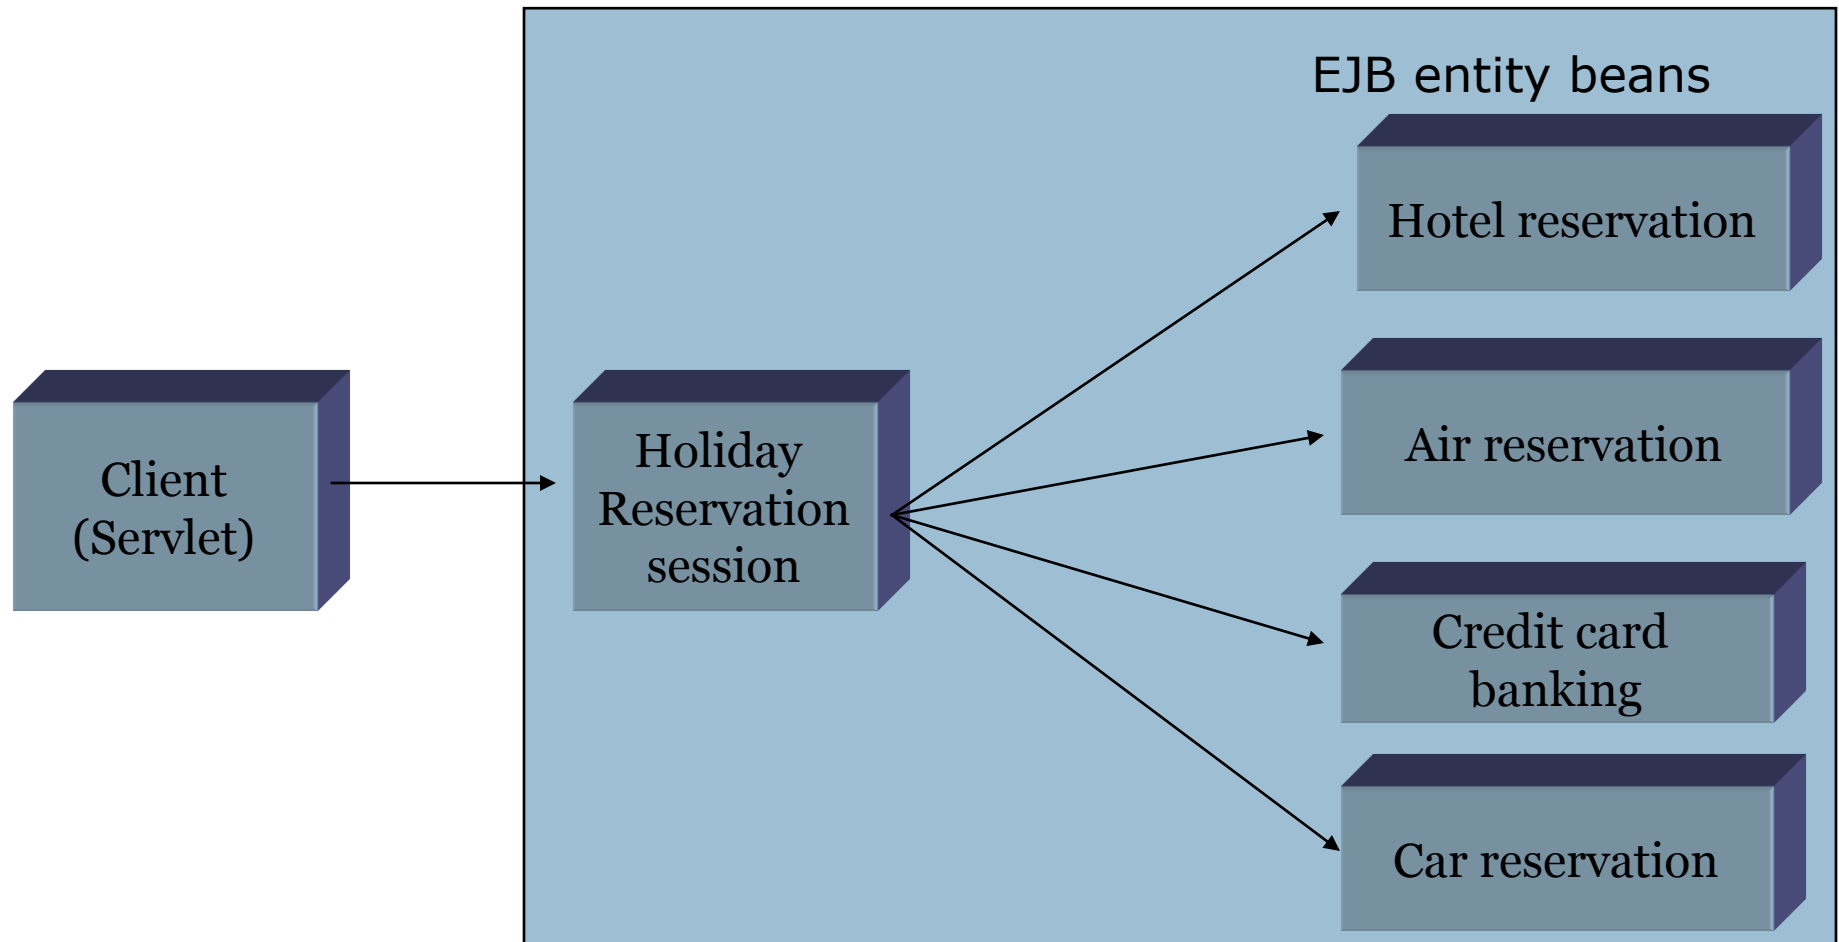 EJB entity beans
Hotel reservation
Client
(Servlet)
Holiday
Reservation
session
Air reservation
Credit card
banking
Car reservation